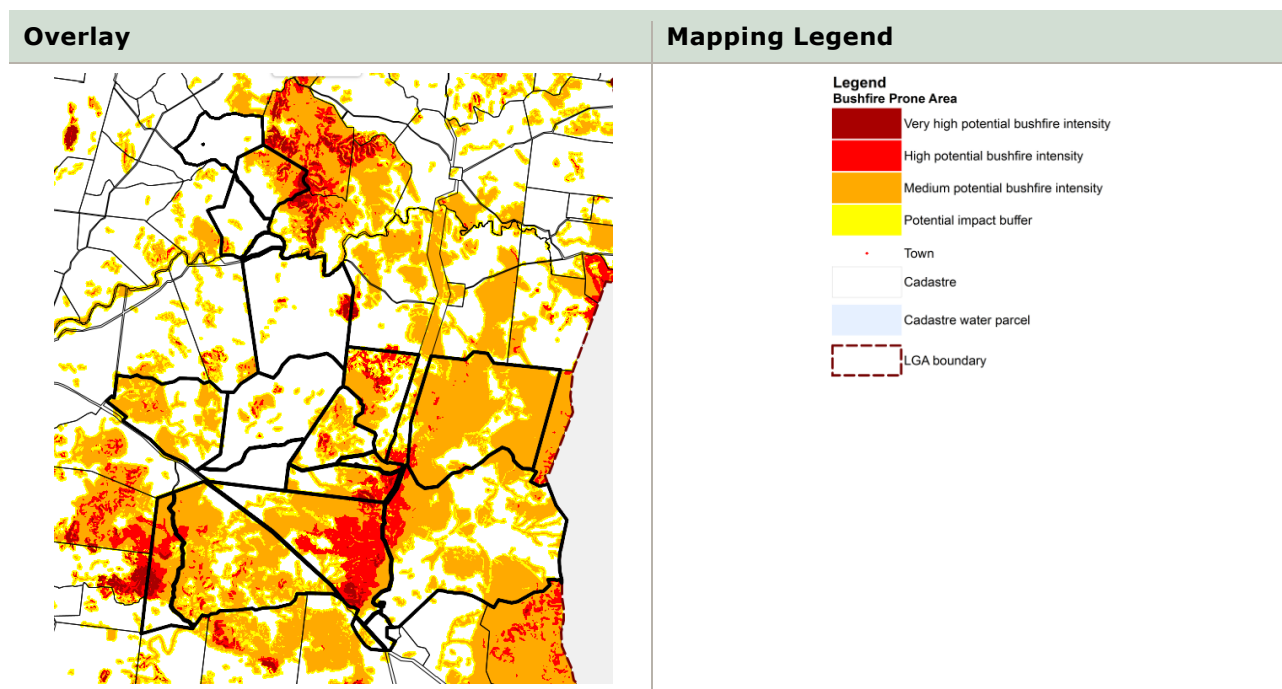 Overlay
Mapping Legend
Legend
Bushfire Prone Area
Very high potential bushfire intensity
High potential bushfire intensity
Medium potential bushfire intensity
Potential impact buffer
Town
Cadastre
Cadastre water parcel
LGA boundary